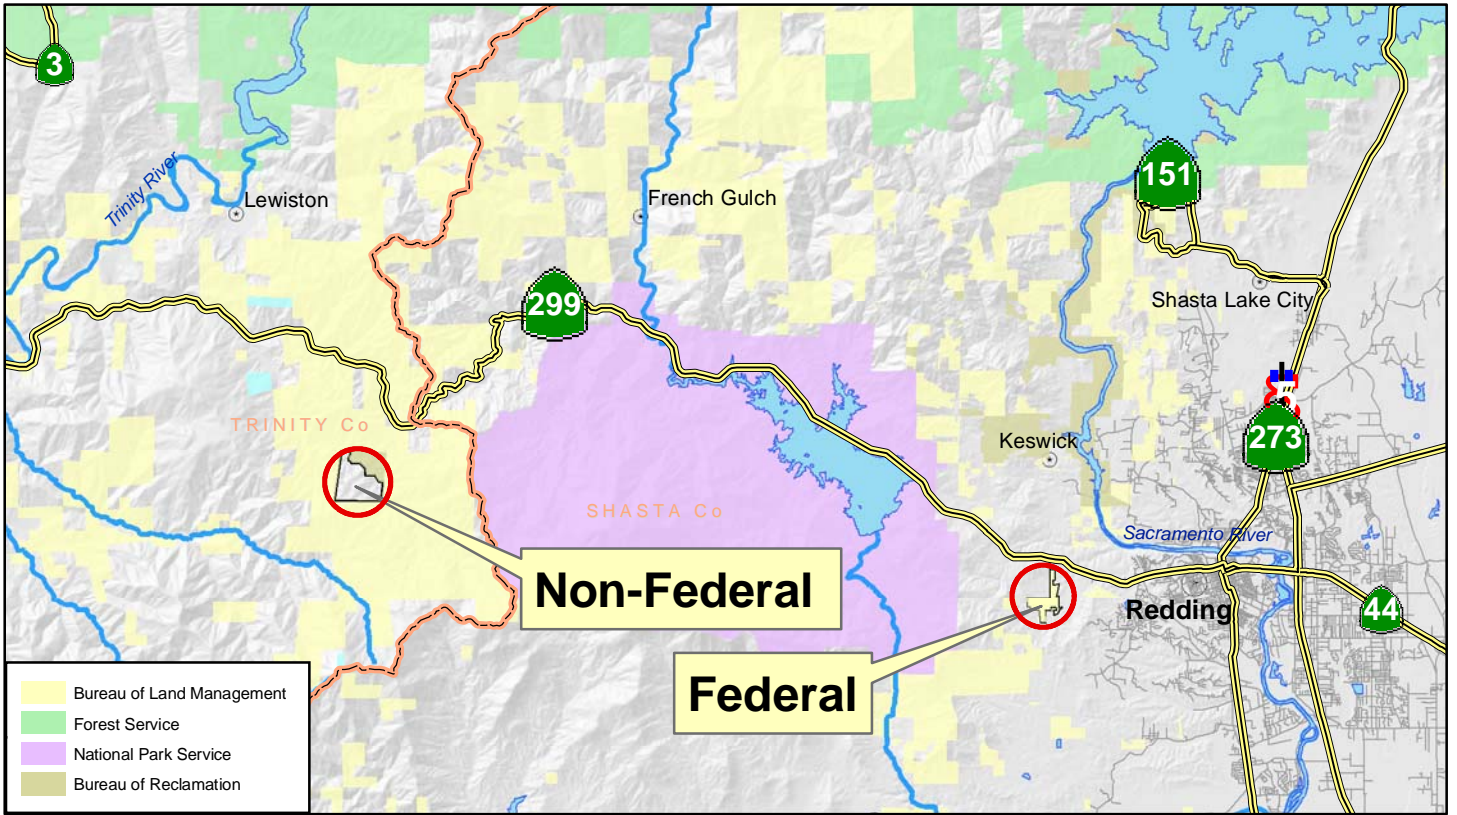 3
Trinity River
Lewiston
French Gulch
151
299
Shasta Lake City
TRINITY Co
Keswick
273
SHASTA Co
Sacramento River
Non-Federal
Redding
44
Federal
Bureau of Land Management
Forest Service
National Park Service
Bureau of Reclamation